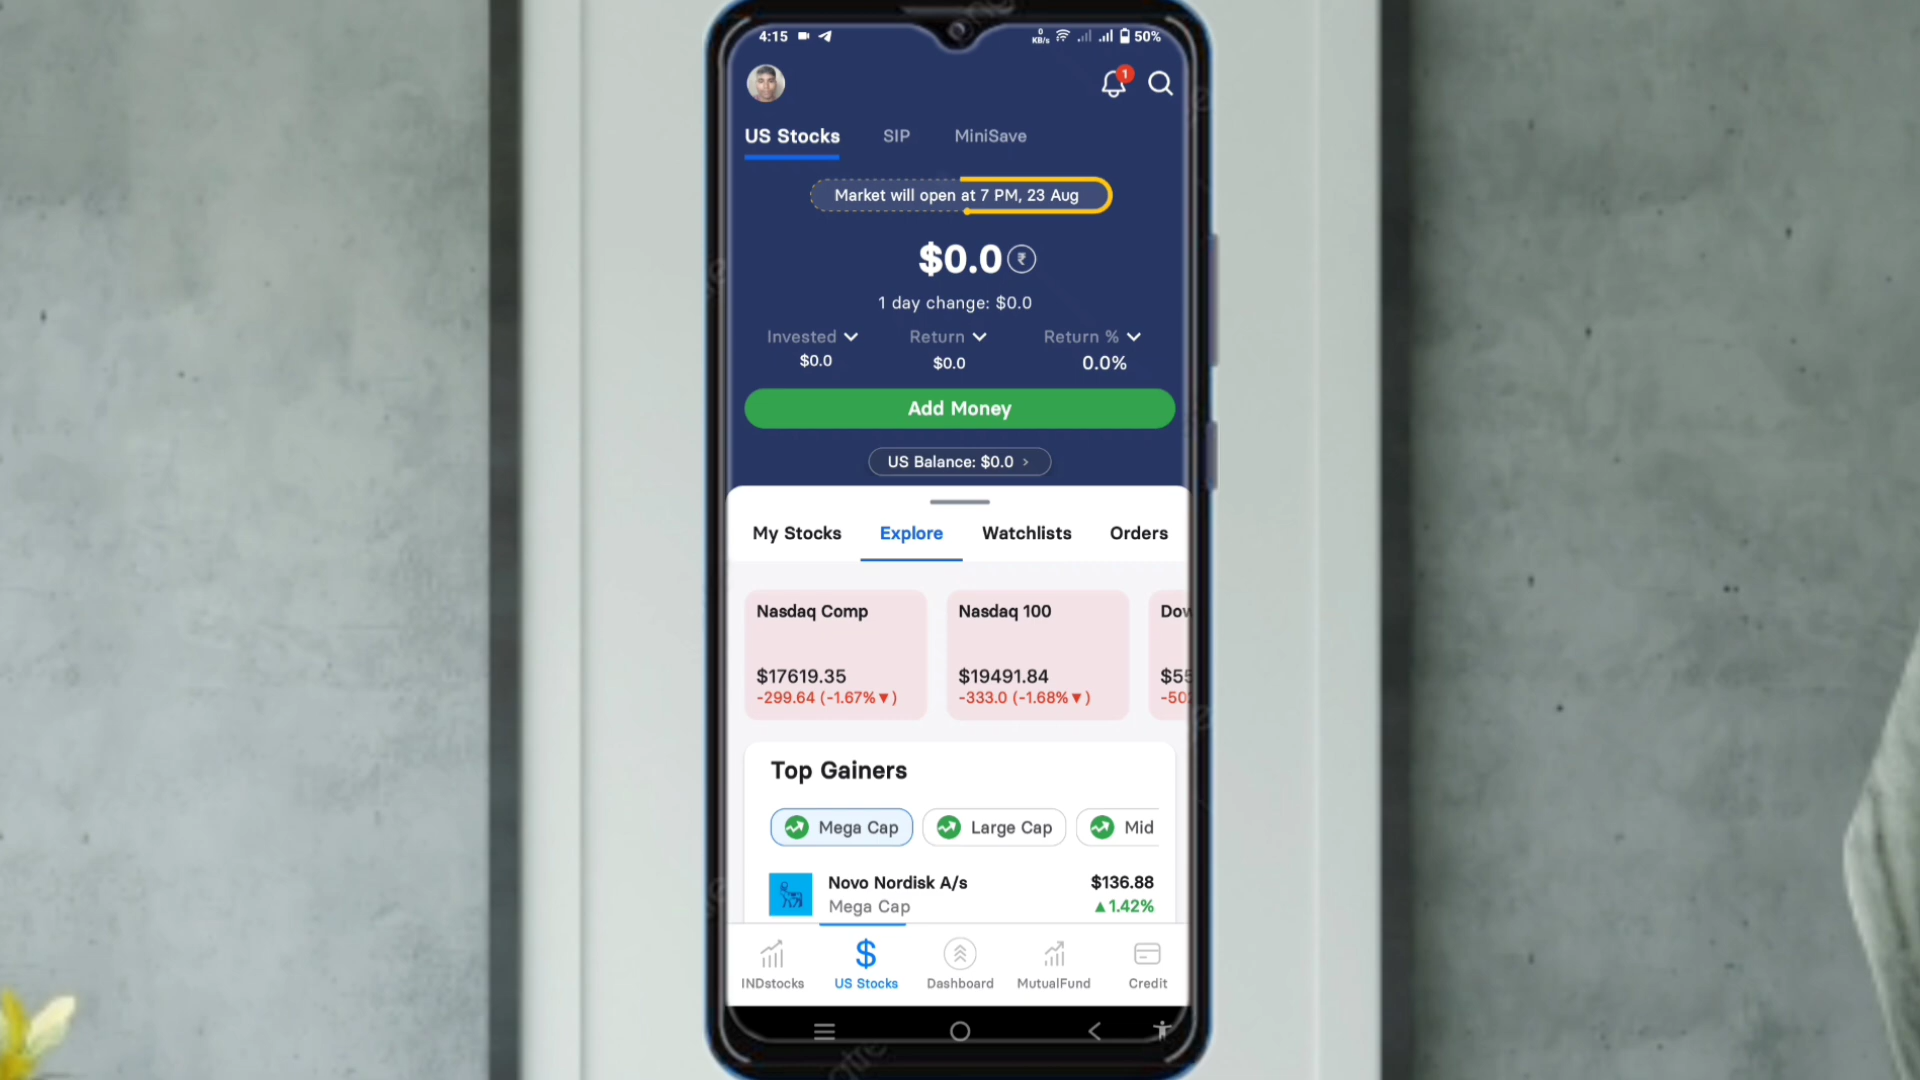 4:15
0
KB/s
50%
1
US Stocks SIP MiniSave
Market will open at 7 PM, 23 Aug
$0.0 ₹
1 day change: $0.0
Invested Return Return %
$0.0 $0.0 0.0%
Add Money
US Balance: $0.0 >
My Stocks Explore Watchlists Orders
Nasdaq Comp Nasdaq 100 Dow
$17619.35 $19491.84 $55
-299.64 (-1.67%▼) -333.0 (-1.68%▼) -50
Top Gainers
Mega Cap Large Cap Mid
Novo Nordisk A/s $136.88
Mega Cap ▲1.42%
$
INDstocks US Stocks Dashboard MutualFund Credit